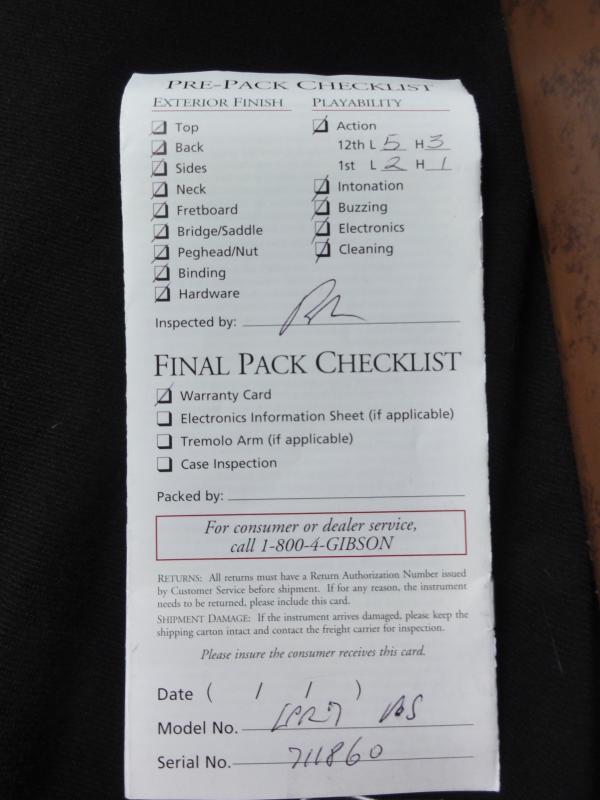 PRE-PACK CHECKLIST
EXTERIOR FINISH
Top
Back
Sides
Neck
Fretboard
Bridge/Saddle
Peghead/Nut
Binding
Hardware
PLAYABILITY
Action
12th L 5 H 3
1st L 2 H 1
Intonation
Buzzing
Electronics
Cleaning
Inspected by:
FINAL PACK CHECKLIST
Warranty Card
Electronics Information Sheet (if applicable)
Tremolo Arm (if applicable)
Case Inspection
Packed by:
For consumer or dealer service,
call 1-800-4-GIBSON
RETURNS: All returns must have a Return Authorization Number issued
by Customer Service before shipment. If for any reason, the instrument
needs to be returned, please include this card.
SHIPMENT DAMAGE: If the instrument arrives damaged, please keep the
shipping carton intact and contact the freight carrier for inspection.
Please insure the consumer receives this card.
Date ( / / )
Model No. LPR7 VOS
Serial No. 711860